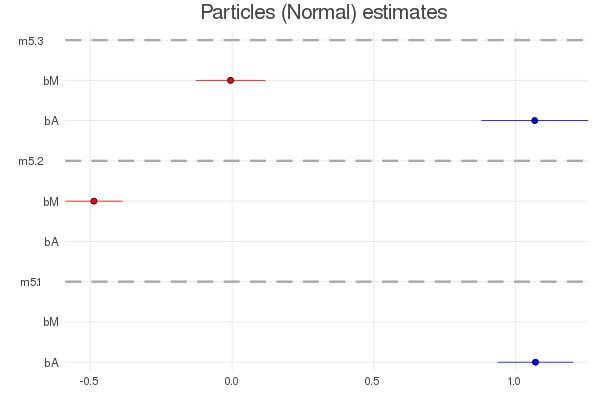 Particles (Normal) estimates
m5.3
bM
bA
m5.2
bM
bA
m5.1
bM
bA
-0.5 0.0 0.5 1.0